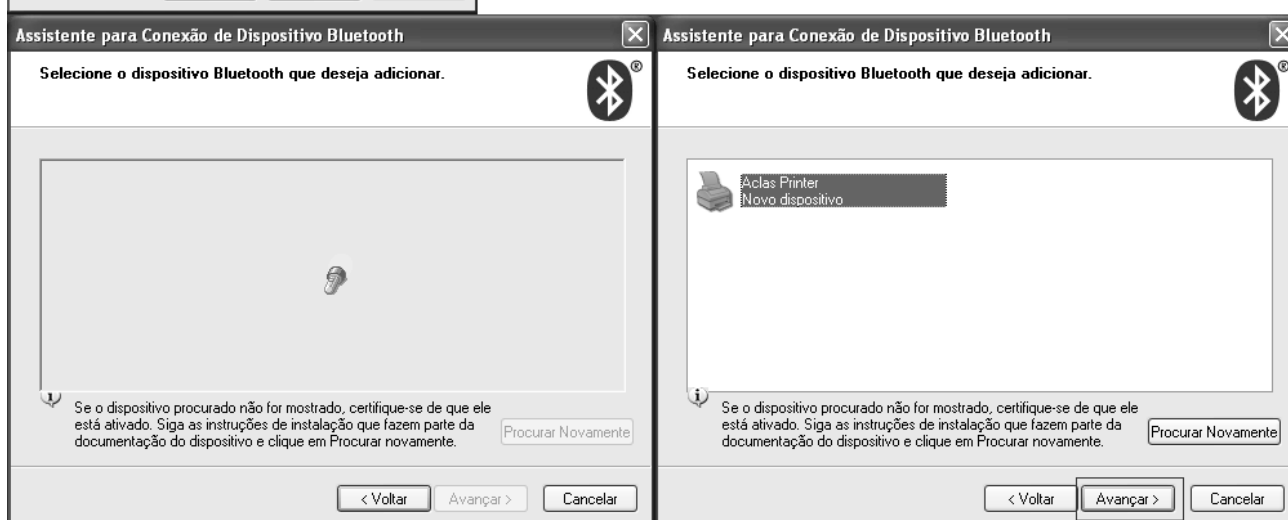 Assistente para Conexão de Dispositivo Bluetooth
Selecione o dispositivo Bluetooth que deseja adicionar.
®
Se o dispositivo procurado não for mostrado, certifique-se de que ele
está ativado. Siga as instruções de instalação que fazem parte da
documentação do dispositivo e clique em Procurar novamente.
Procurar Novamente
< Voltar
Avançar >
Cancelar
Assistente para Conexão de Dispositivo Bluetooth
Selecione o dispositivo Bluetooth que deseja adicionar.
®
Aclas Printer
Novo dispositivo
Se o dispositivo procurado não for mostrado, certifique-se de que ele
está ativado. Siga as instruções de instalação que fazem parte da
documentação do dispositivo e clique em Procurar novamente.
Procurar Novamente
< Voltar
Avançar >
Cancelar